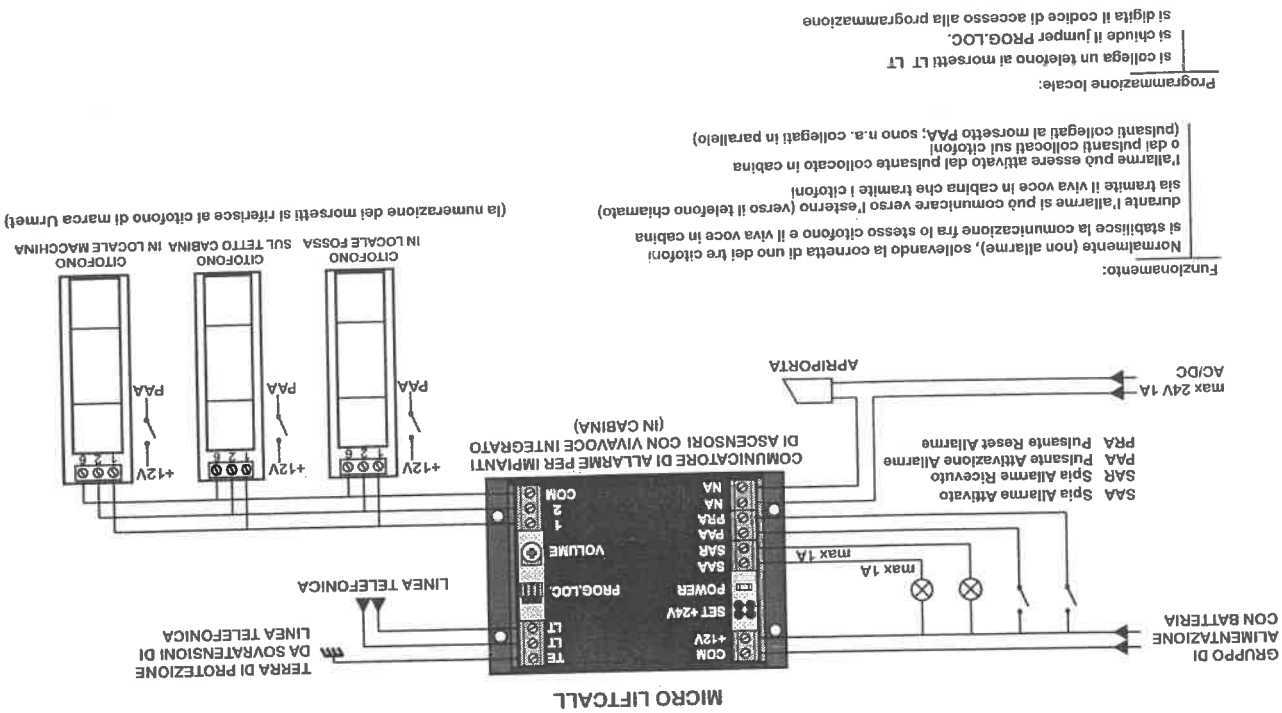 MICRO LIFTCALL
GRUPPO DI
ALIMENTAZIONE
CON BATTERIA
COM
+12V
SET +24V
POWER
SAA
SAR
PAA
PRA
NA
NA
max 1A
max 1A
TE
LT
LT
PROG.LOC.
VOLUME
1
2
COM
TERRA DI PROTEZIONE
DA SOVRATENSIONI DI
LINEA TELEFONICA
LINEA TELEFONICA
SAA Spia Allarme Attivato
SAR Spia Allarme Ricevuto
PAA Pulsante Attivazione Allarme
PRA Pulsante Reset Allarme
COMUNICATORE DI ALLARME PER IMPIANTI
DI ASCENSORI CON VIVAVOCE INTEGRATO
(IN CABINA)
max 24V 1A
AC/DC
APRIPORTA
+12V
PAA
1 2 6
+12V
PAA
1 2 6
+12V
PAA
1 2 6
CITOFONO
IN LOCALE FOSSA
CITOFONO
SUL TETTO CABINA
CITOFONO
IN LOCALE MACCHINA
(la numerazione dei morsetti si riferisce al citofono di marca Urmet)
Funzionamento:
Normalmente (non allarme), sollevando la cornetta di uno dei tre citofoni
si stabilisce la comunicazione fra lo stesso citofono e il viva voce in cabina
durante l'allarme si può comunicare verso l'esterno (verso il telefono chiamato)
sia tramite il viva voce in cabina che tramite i citofoni
l'allarme può essere attivato dal pulsante collocato in cabina
o dai pulsanti collocati sui citofoni
(pulsanti collegati al morsetto PAA; sono n.a. collegati in parallelo)
Programmazione locale:
si collega un telefono ai morsetti LT LT
si chiude il jumper PROG.LOC.
si digita il codice di accesso alla programmazione